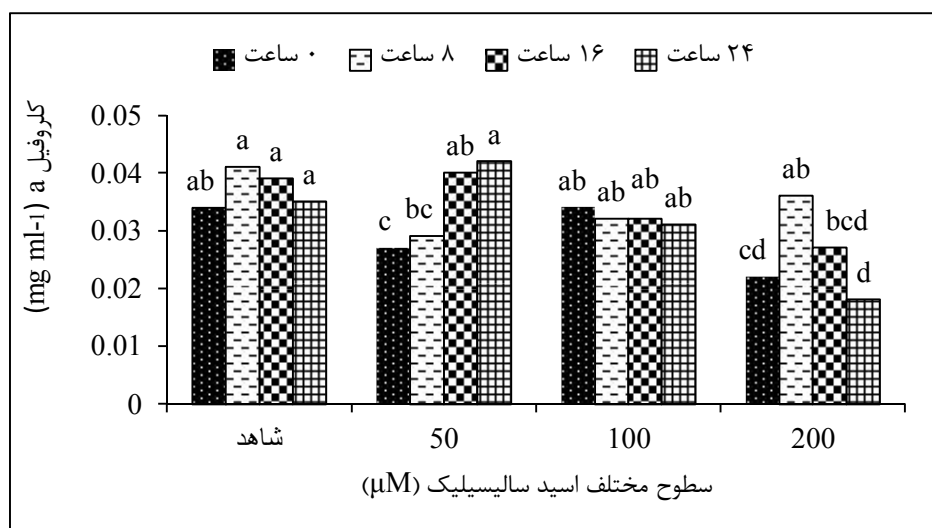 ۰ ساعت ۸ ساعت ۱۶ ساعت ۲۴ ساعت
کلروفیل a (mg ml-1)
0.05
0.04
0.03
0.02
0.01
0
ab a a a
c bc ab a
ab ab ab ab
cd ab bcd d
شاهد 50 100 200
سطوح مختلف اسید سالیسیلیک (µM)